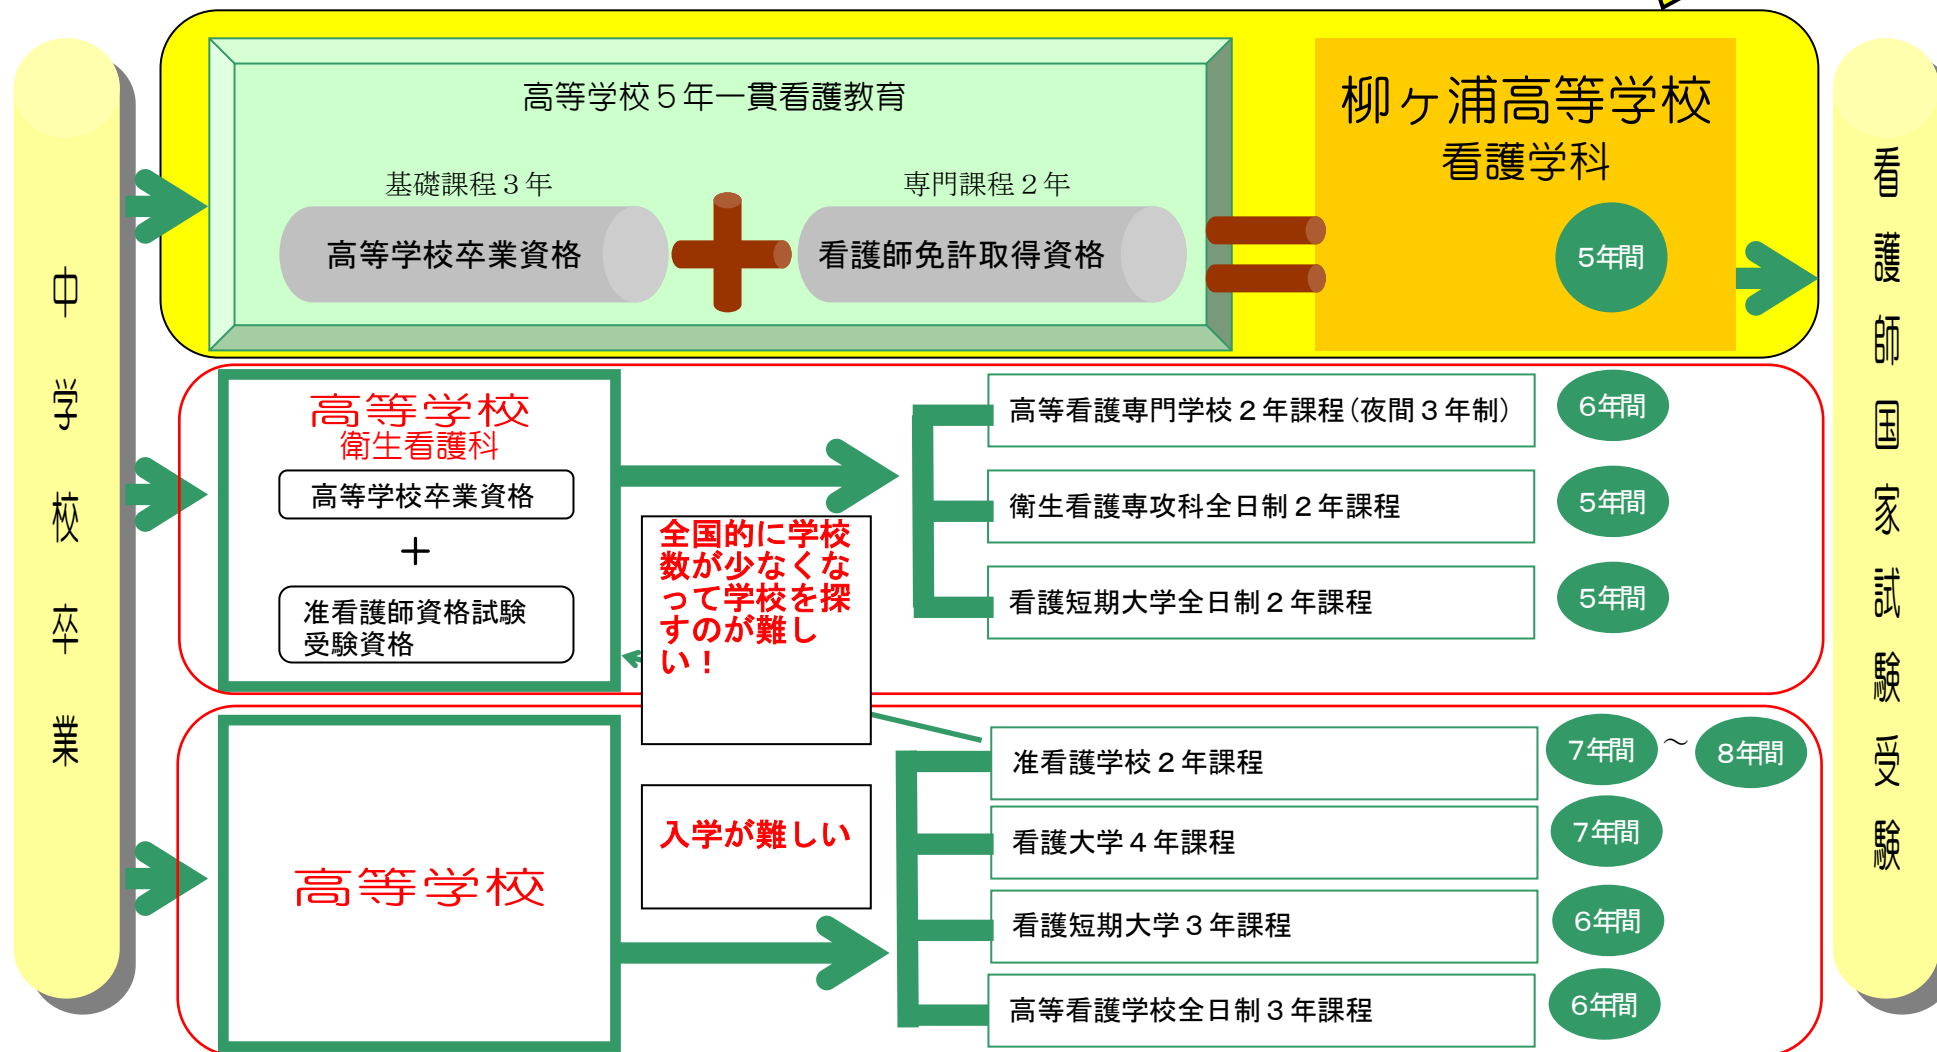 中学校卒業
高等学校５年一貫看護教育
基礎課程３年
高等学校卒業資格
専門課程２年
看護師免許取得資格
柳ヶ浦高等学校
看護学科
5年間
高等学校
衛生看護科
高等学校卒業資格
＋
准看護師資格試験
受験資格
全国的に学校
数が少なくな
って学校を探
すのが難し
い！
高等看護専門学校２年課程（夜間３年制）
6年間
衛生看護専攻科全日制２年課程
5年間
看護短期大学全日制２年課程
5年間
高等学校
入学が難しい
准看護学校２年課程
7年間 ～ 8年間
看護大学４年課程
7年間
看護短期大学３年課程
6年間
高等看護学校全日制３年課程
6年間
看護師国家試験受験